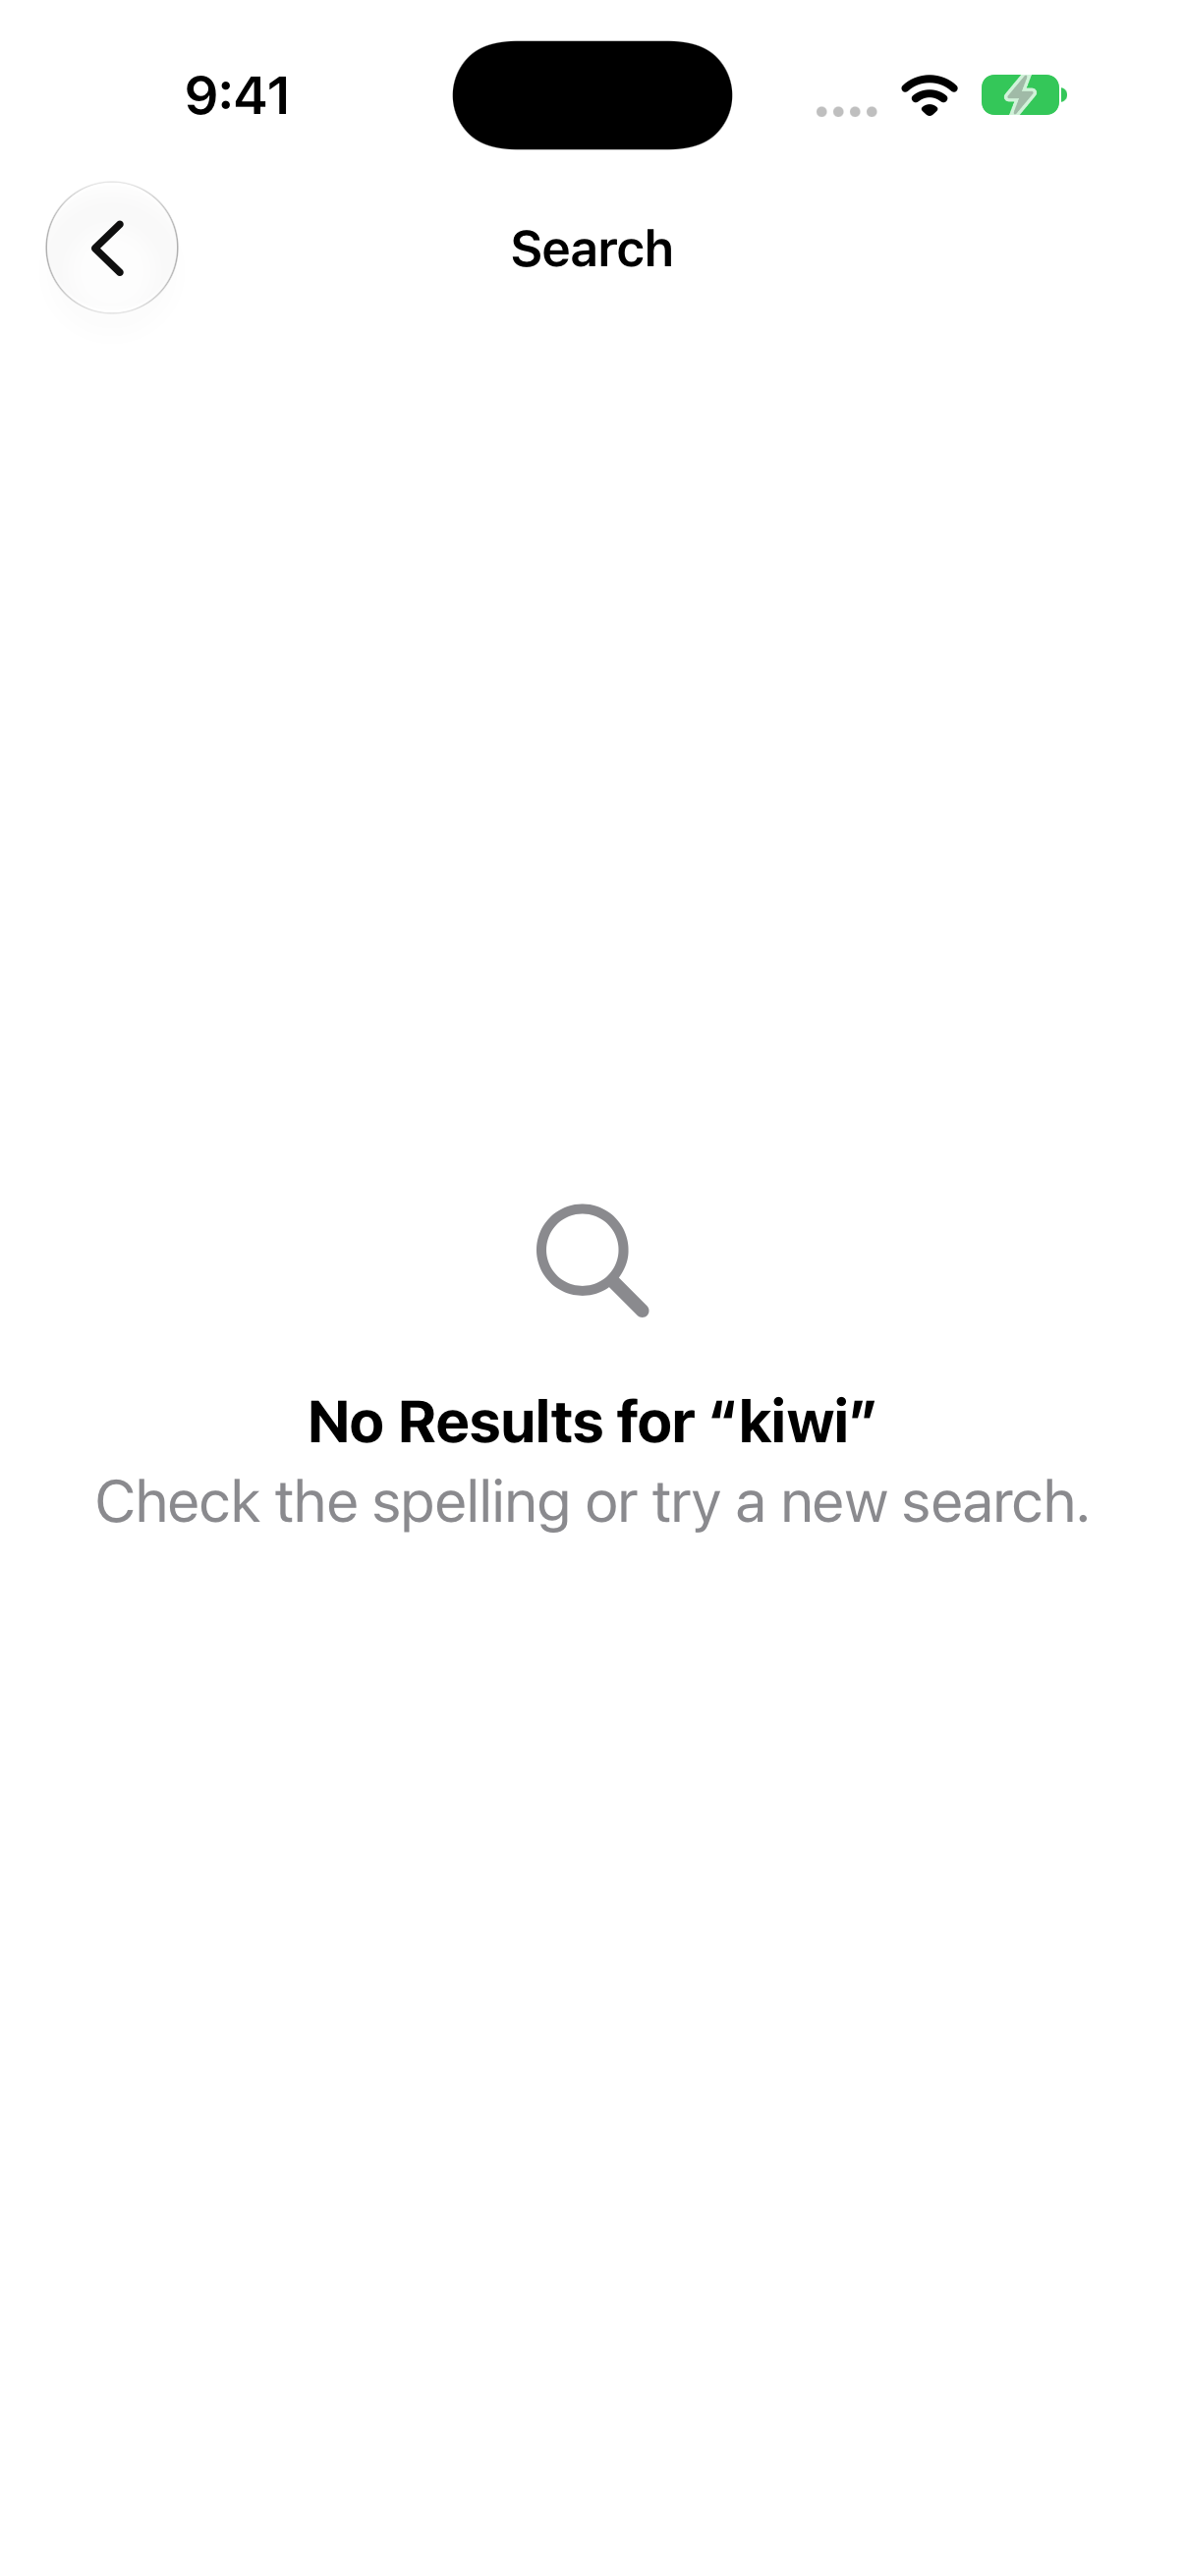 9:41
Search
No Results for “kiwi”
Check the spelling or try a new search.